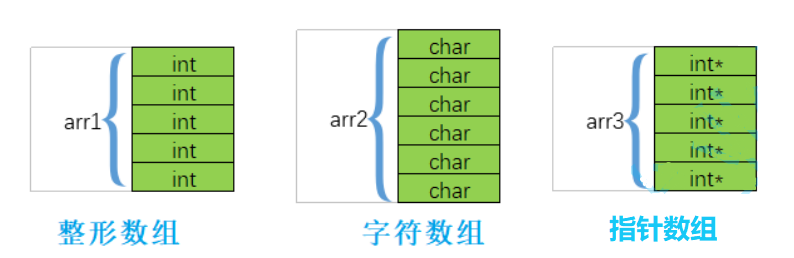 arr1
int
int
int
int
int
整形数组
arr2
char
char
char
char
char
char
字符数组
arr3
int*
int*
int*
int*
int*
指针数组